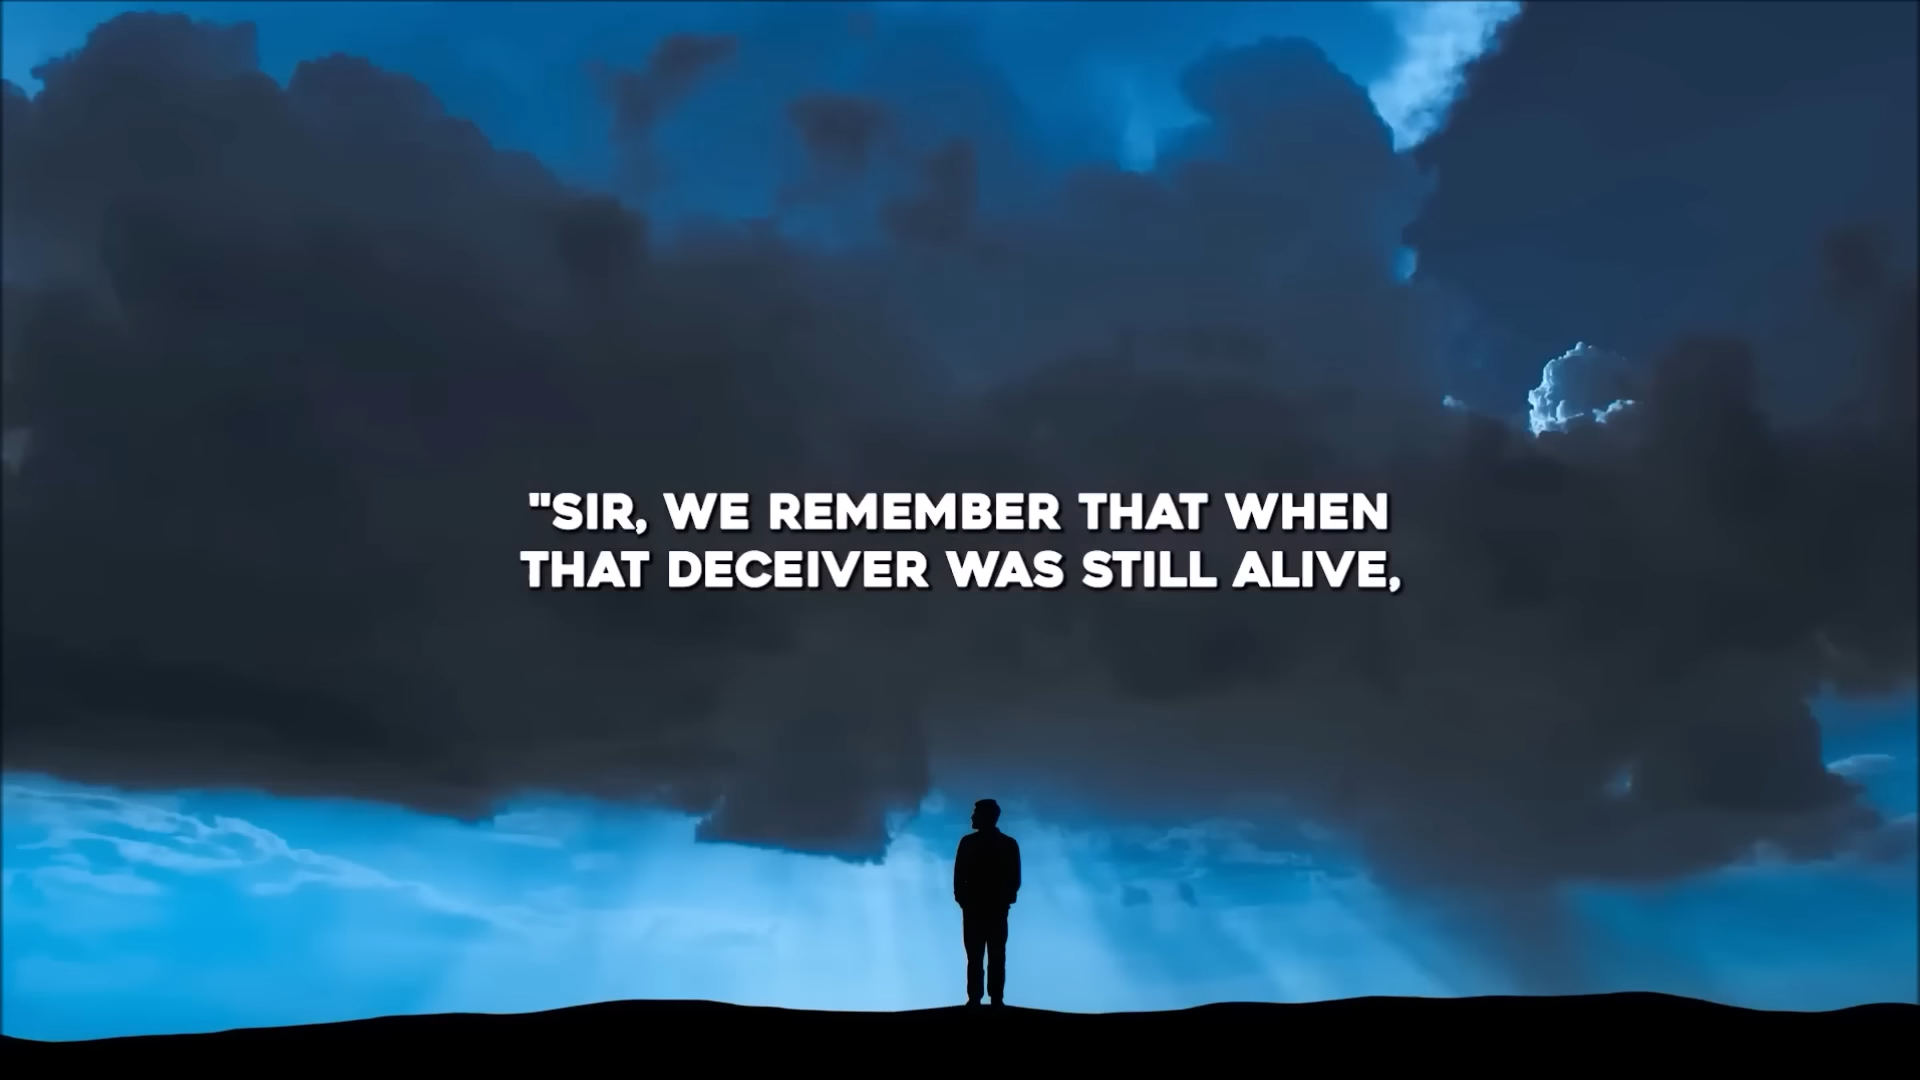 "SIR, WE REMEMBER THAT WHEN
THAT DECEIVER WAS STILL ALIVE,